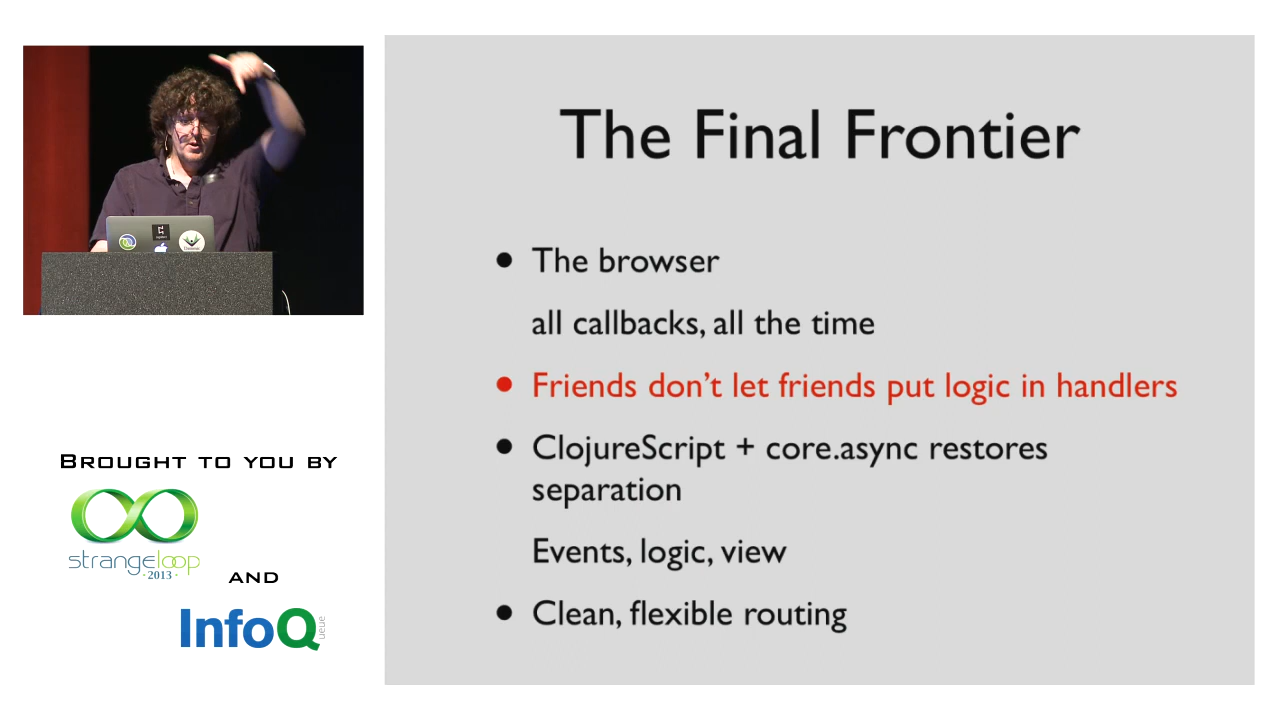 The Final Frontier
• The browser
all callbacks, all the time
• Friends don’t let friends put logic in handlers
• ClojureScript + core.async restores
separation
Events, logic, view
• Clean, flexible routing
BROUGHT TO YOU BY
strangeloop
·2013·
AND
InfoQ
ueue